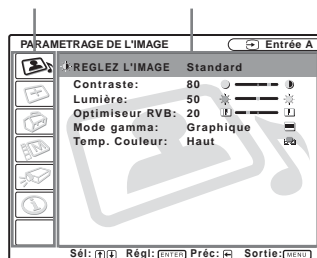 PARAMETRAGE DE L'IMAGE Entrée A
REGLEZ L'IMAGE Standard
Contraste: 80
Lumière: 50
Optimiseur RVB: 20
Mode gamma: Graphique
Temp. Couleur: Haut
Sél: Régl: ENTER Préc: Sortie: MENU